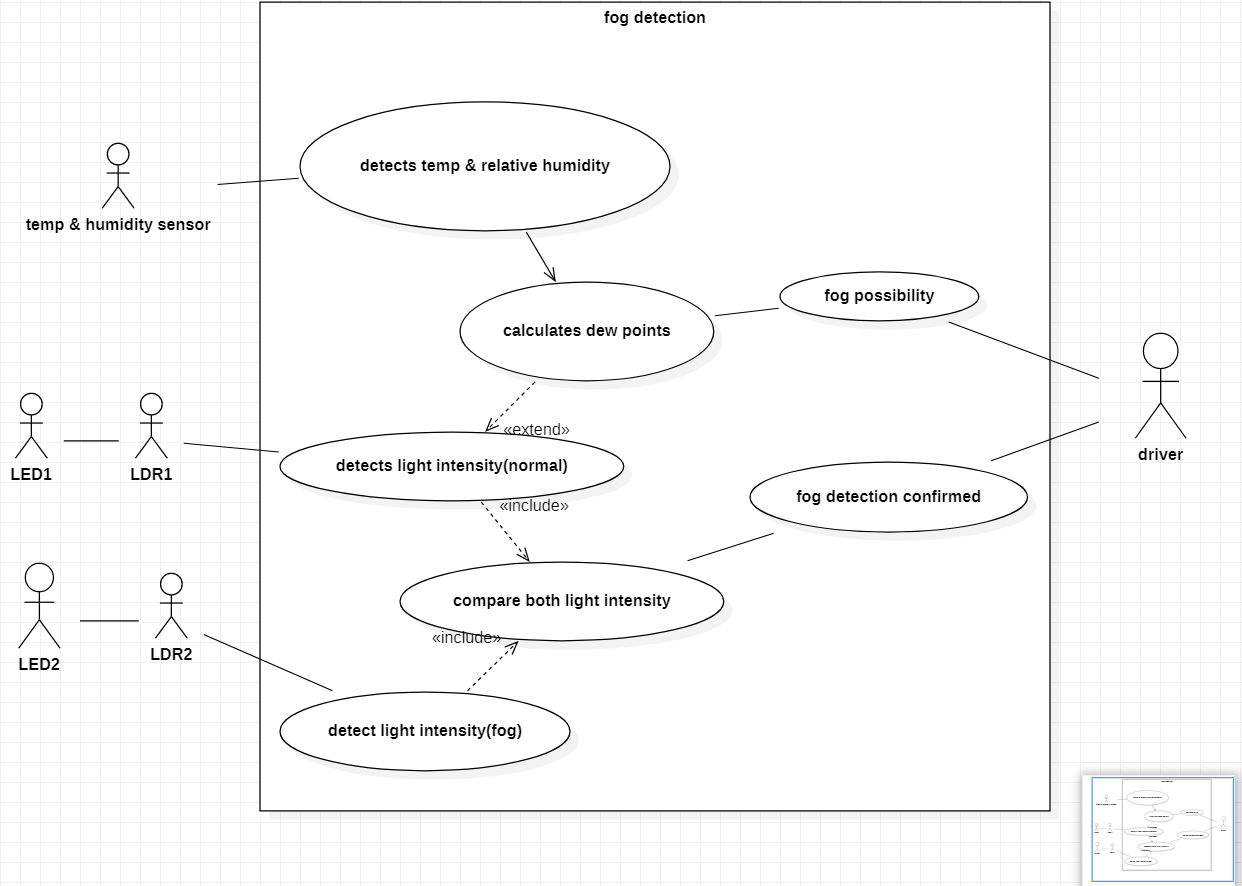 fog detection
detects temp & relative humidity
temp & humidity sensor
fog possibility
calculates dew points
«extend»
driver
LED1
LDR1
detects light intensity(normal)
fog detection confirmed
«include»
compare both light intensity
«include»
LED2
LDR2
detect light intensity(fog)